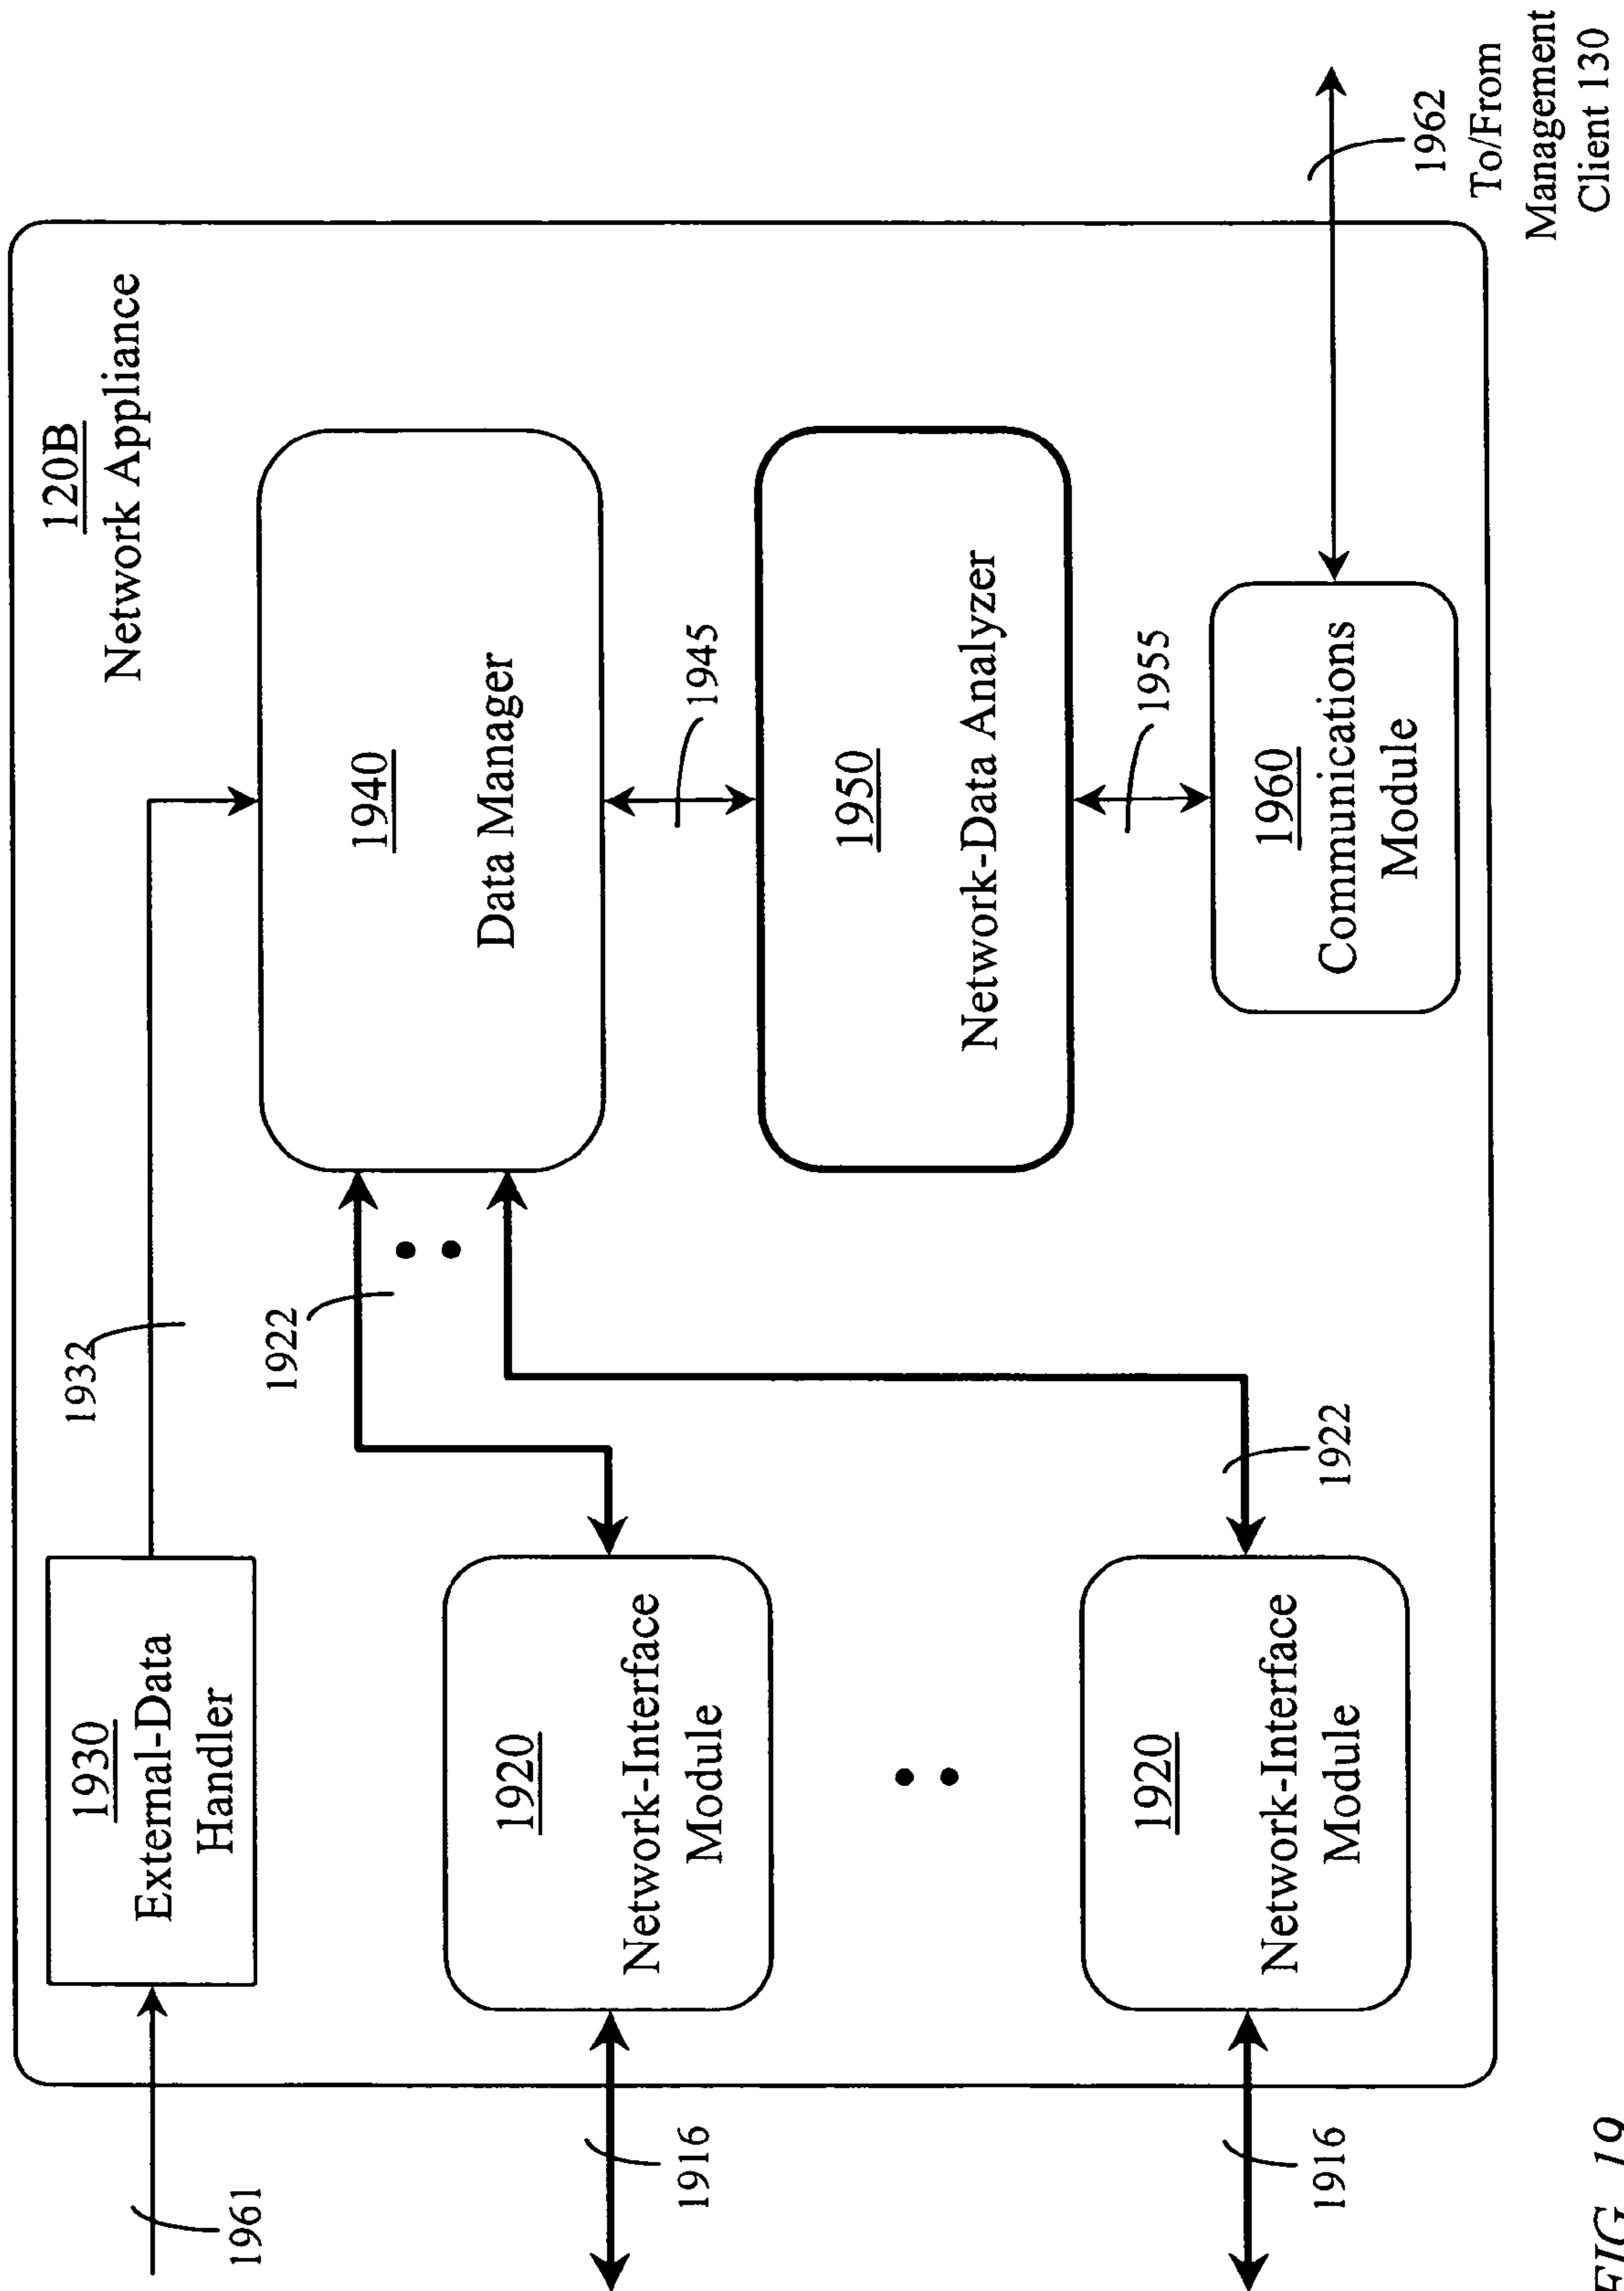 120B
Network Appliance
1961
1930
External-Data
Handler
1932
1940
Data Manager
1922
1916
1920
Network-Interface
Module
1945
1950
Network-Data Analyzer
1916
1920
Network-Interface
Module
1922
1955
1960
Communications
Module
1962
To/From
Management
Client 130
FIG. 19